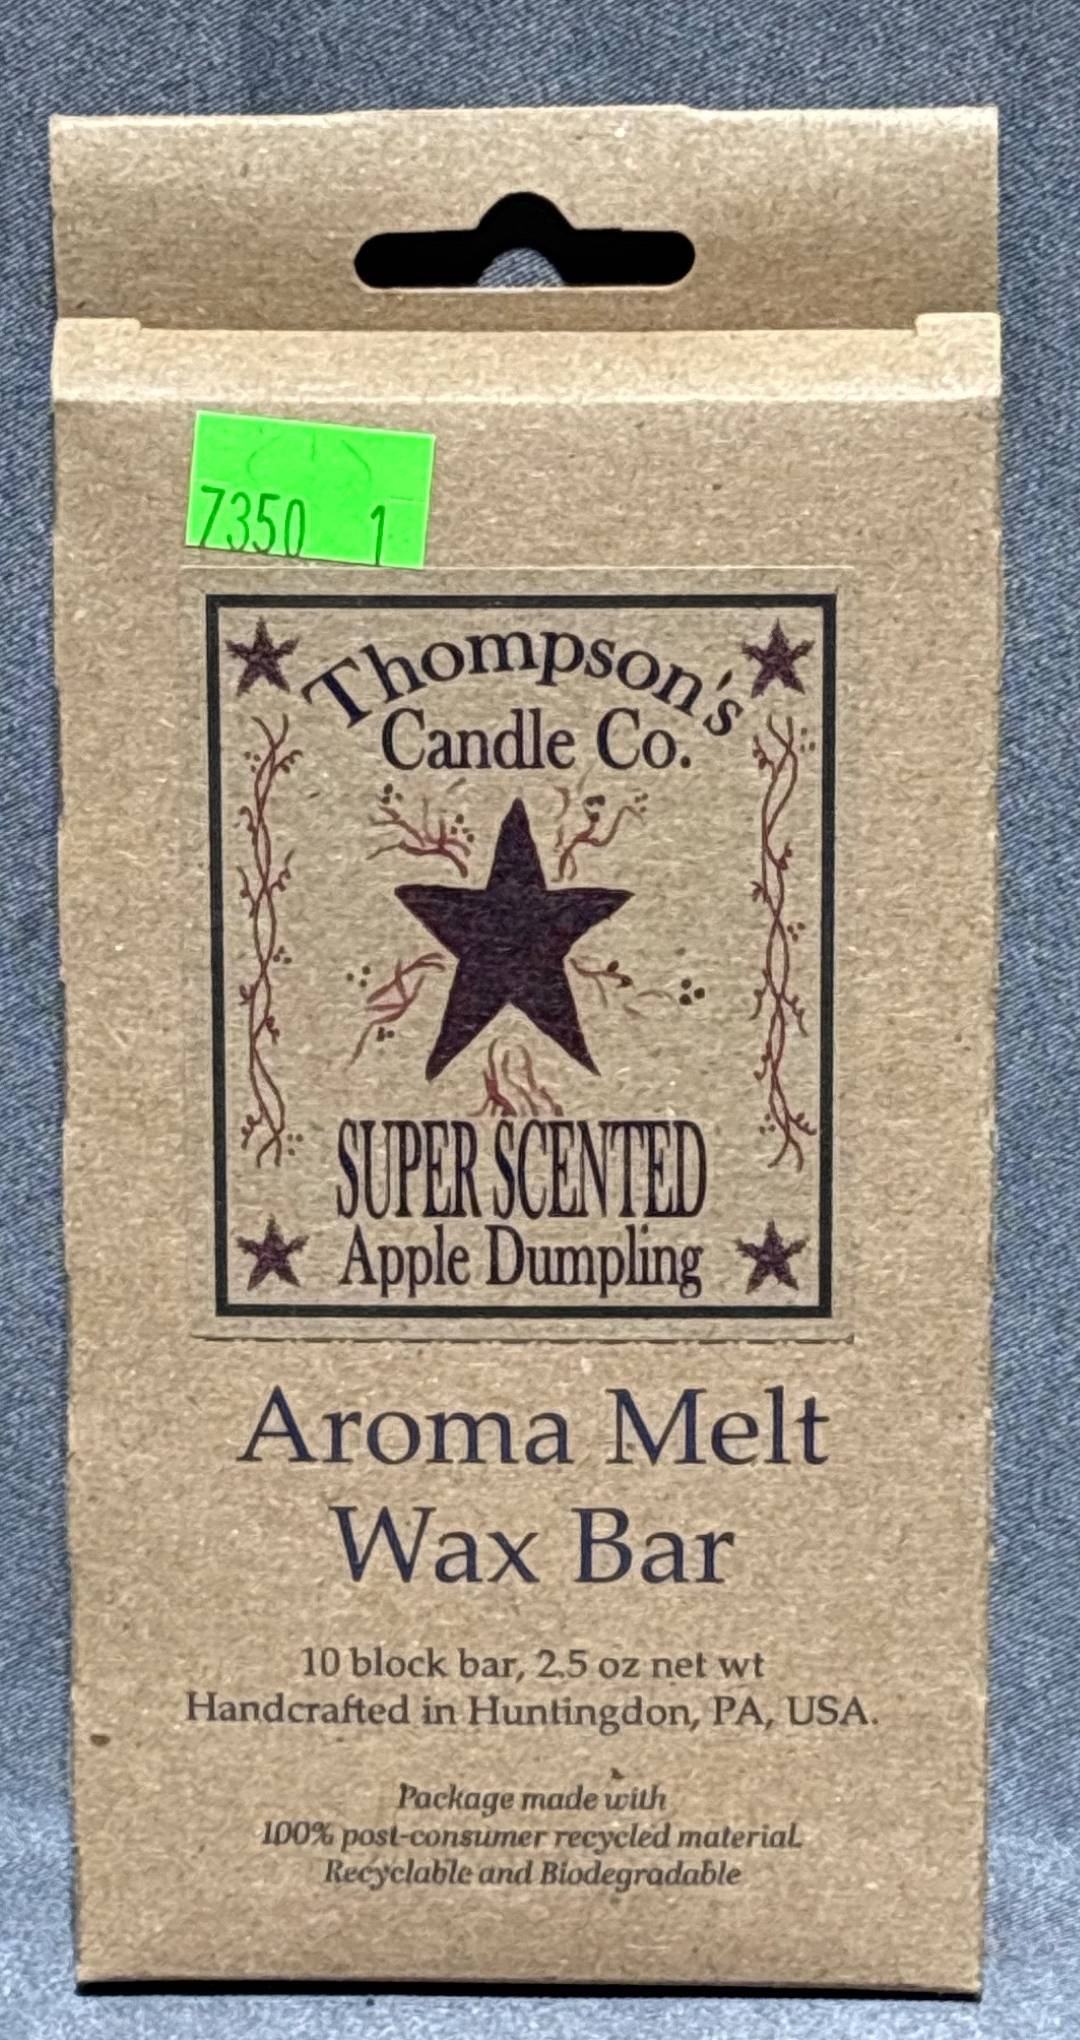 7350 1
Thompson's
Candle Co.
SUPER SCENTED
Apple Dumpling
Aroma Melt
Wax Bar
10 block bar, 2.5 oz net wt
Handcrafted in Huntingdon, PA, USA.
Package made with
100% post-consumer recycled material.
Recyclable and Biodegradable